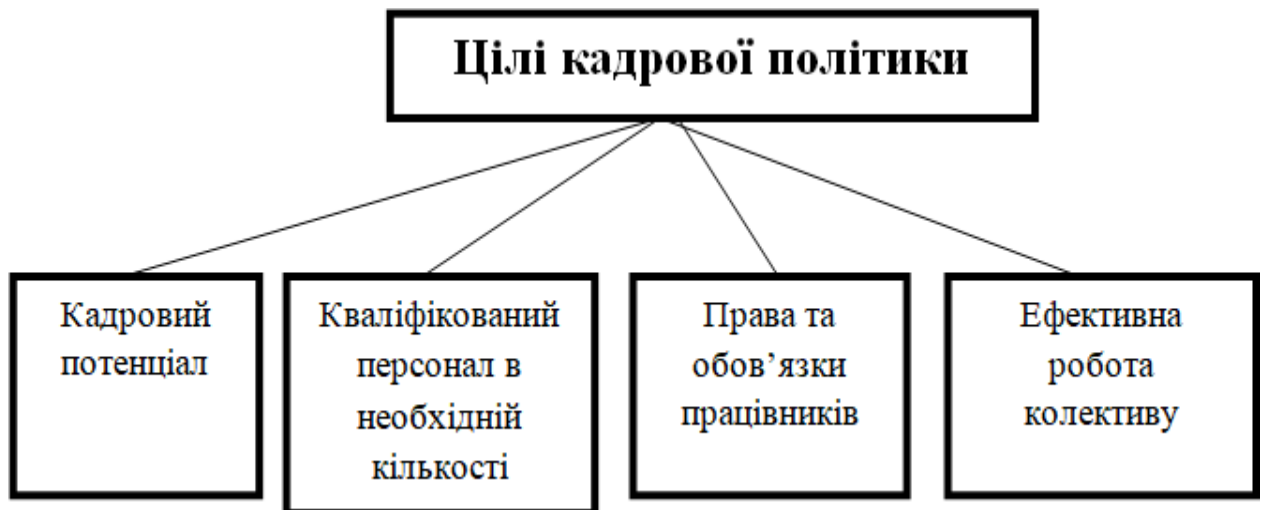 Цілі кадрової політики
Кадровий
потенціал
Кваліфікований
персонал в
необхідній
кількості
Права та
обов’язки
працівників
Ефективна
робота
колективу